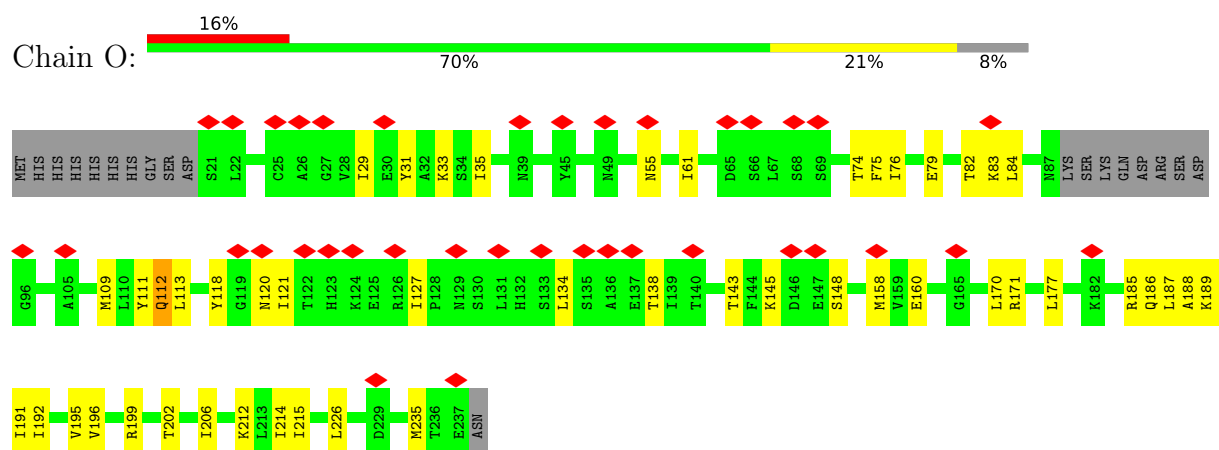 16%
Chain O:
70% 21% 8%
MET HIS HIS HIS HIS HIS HIS GLY SER ASP S21 L22 C25 A26 G27 V28 I29 E30 Y31 A32 K33 S34 I35 N39 Y45 N49 N55 I61 D65 S66 L67 S68 S69 T74 F75 I76 E79 T82 K83 L84 N87 LYS SER LYS GLN ASP ARG SER ASP
G96 A105 M109 L110 Y111 Q112 L113 Y118 G119 N120 I121 T122 H123 K124 E125 R126 I127 P128 N129 S130 L131 H132 S133 L134 S135 A136 E137 T138 I139 T140 T143 F144 K145 D146 E147 S148 M158 V159 E160 G165 L170 R171 L177 K182 R185 Q186 L187 A188 K189
I191 I192 V195 V196 R199 T202 I206 K212 L213 I214 I215 L226 D229 M235 T236 E237 ASN